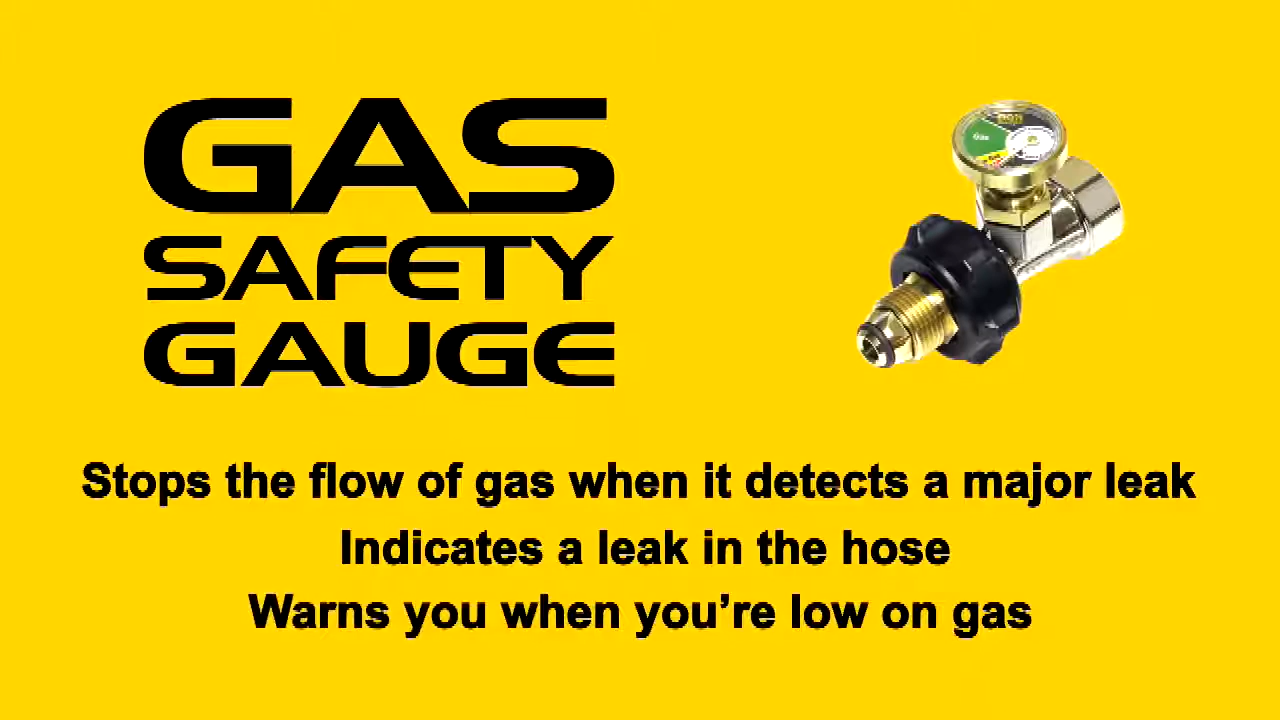 GAS
SAFETY
GAUGE
Gas
Stops the flow of gas when it detects a major leak
Indicates a leak in the hose
Warns you when you’re low on gas